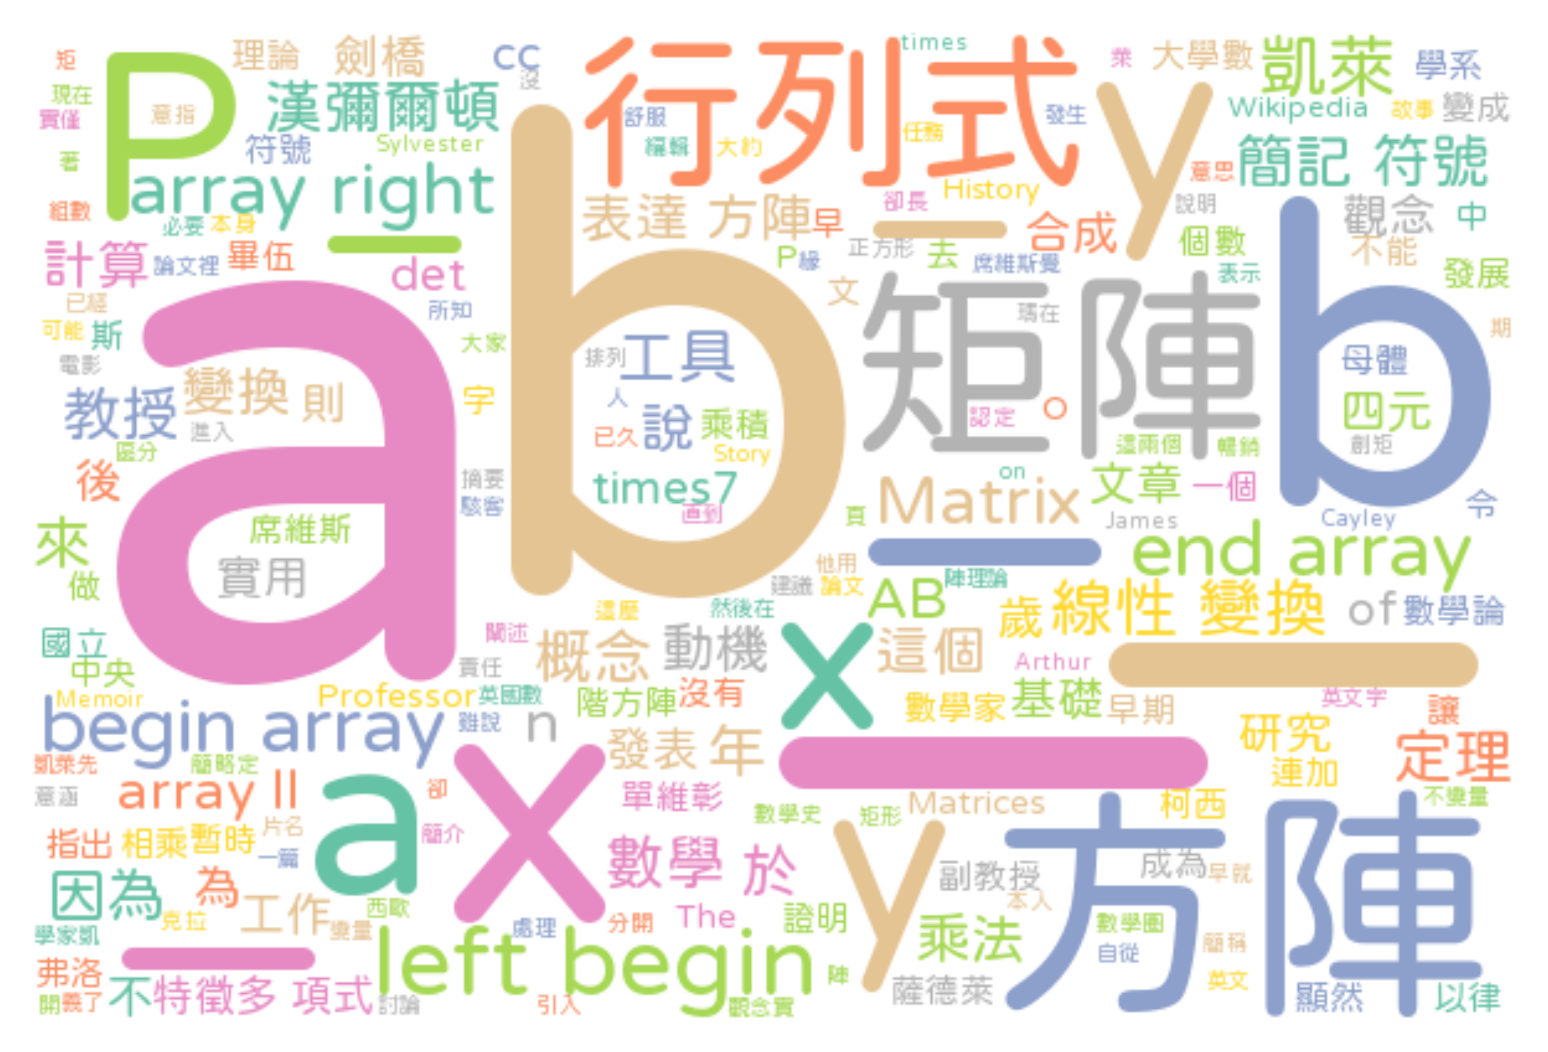 矩
理論
劍橋
cc
沒
行列式
times
萊
大學數
凱萊
學系
現在
實僅
P
意指
漢彌爾頓
舒服
任務
發生
Wikipedia
故事
變成
著
符號
Sylvester
編輯
大約
y
意思
簡記 符號
array right
組數
必要
本身
表達 方陣
早
卻長
History
說明
觀念
中
計算
論文裡
畢伍
det
P
緣
正方形
去
合成
個數
不能
席維斯覺
表示
發展
已經
所知
文
瑪在
可能
斯
電影
a
b
大家
排列
工具
矩陣
b
母體
期
教授
變換
則
進入
字
人
說
乘積
認定
O
四元
區分
已久
Story
這兩個
暢銷
創矩
後
摘要
times7
on
文章
一個
駭客
直到
頁
Matrix
James
Cayley
令
來
席維斯
實用
end array
做
他用
建議
論文
陣理論
AB
這麼
然後在
歲
線性 變換
of
數學論
國立
闡述
概念
動機
x
這個
中央
責任
Arthur
Memoir
Professor
英國數
階方陣
沒有
數學家
基礎
早期
英文字
讓
begin array
雖說
n
發表
年
研究
定理
凱萊先
簡略定
連加
意涵
array ll
卻
單維彰
Matrices
柯西
不變量
a
x
數學史
矩形
指出
相乘
暫時
片名
簡介
一篇
數學
於
y
方陣
副教授
成為
早就
因為
為
工作
西歐
本人
克拉
變量
處理
分開
The
證明
乘法
數學園
學家凱
left begin
自從
簡稱
弗洛
陣
英文
開
義了
不
特徵多 項式
討論
引入
觀念實
薩德萊
顯然
以律